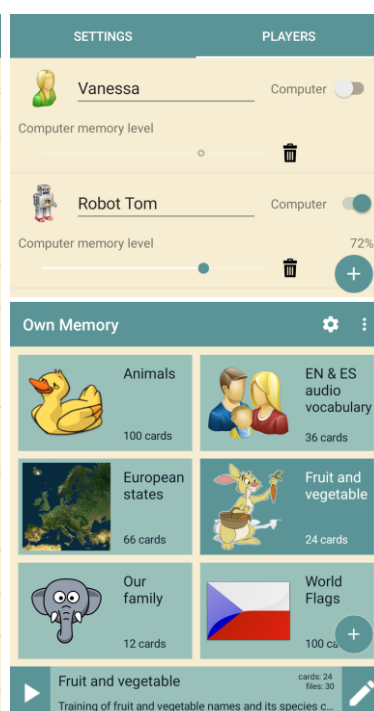 SETTINGS
PLAYERS
Vanessa
Computer
Computer memory level
Robot Tom
Computer
Computer memory level
72%
+
Own Memory
Animals
100 cards
EN & ES
audio
vocabulary
36 cards
European
states
66 cards
Fruit and
vegetable
24 cards
Our
family
12 cards
World
Flags
100 ca
+
Fruit and vegetable
cards: 24
files: 30
Training of fruit and vegetable names and its species c...